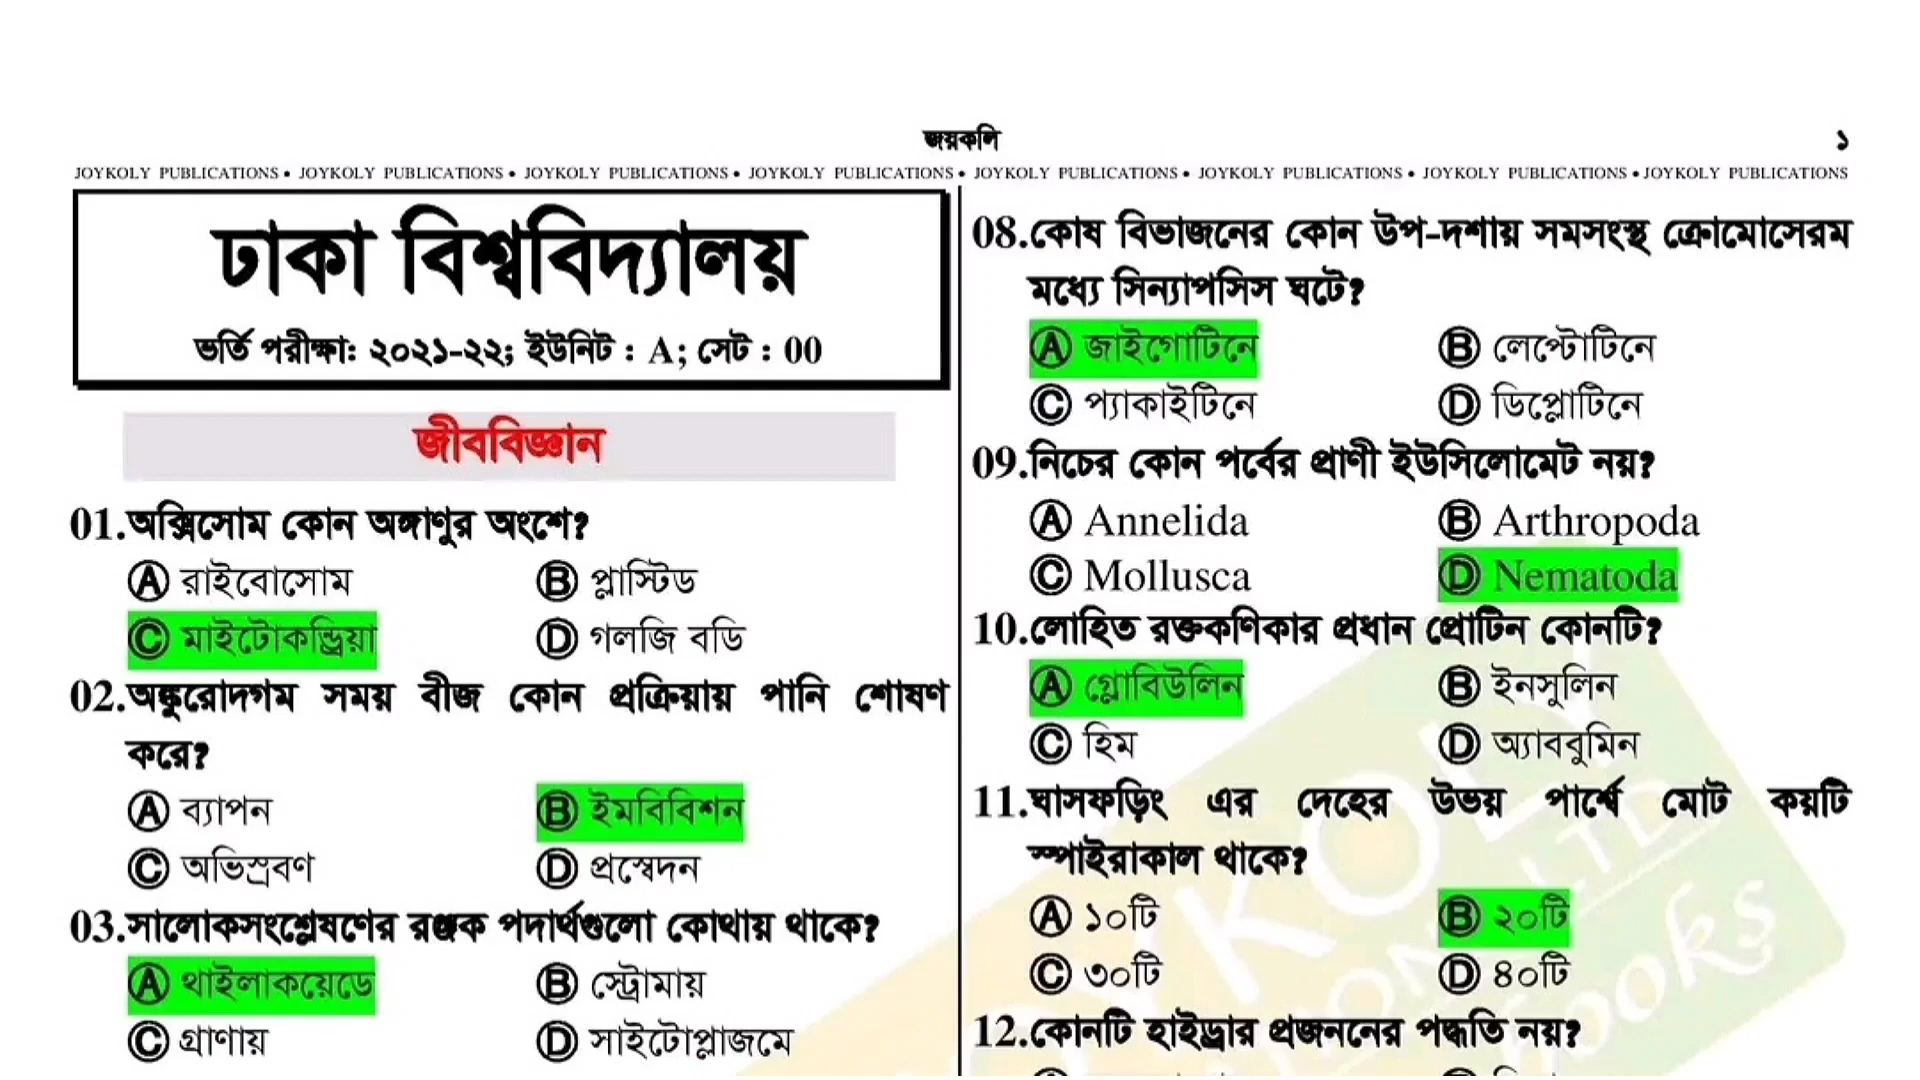 জয়কলি
১
JOYKOLY PUBLICATIONS • JOYKOLY PUBLICATIONS • JOYKOLY PUBLICATIONS • JOYKOLY PUBLICATIONS • JOYKOLY PUBLICATIONS • JOYKOLY PUBLICATIONS • JOYKOLY PUBLICATIONS • JOYKOLY PUBLICATIONS
ঢাকা বিশ্ববিদ্যালয়
ভর্তি পরীক্ষা: ২০২১-২২; ইউনিট : A; সেট : 00
জীববিজ্ঞান
01.অক্সিসোম কোন অঙ্গাণুর অংশে?
Ⓐ রাইবোসোম Ⓑ প্লাস্টিড
Ⓒ মাইটোকন্ড্রিয়া Ⓓ গলজি বডি
02.অঙ্কুরোদগম সময় বীজ কোন প্রক্রিয়ায় পানি শোষণ
করে?
Ⓐ ব্যাপন Ⓑ ইমবিবিশন
Ⓒ অভিস্রবণ Ⓓ প্রস্বেদন
03.সালোকসংশ্লেষণের রঞ্জক পদার্থগুলো কোথায় থাকে?
Ⓐ থাইলাকয়েডে Ⓑ স্ট্রোমায়
Ⓒ গ্রাণায় Ⓓ সাইটোপ্লাজমে
08.কোষ বিভাজনের কোন উপ-দশায় সমসংস্থ ক্রোমোসেরম
মধ্যে সিন্যাপসিস ঘটে?
Ⓐ জাইগোটিনে Ⓑ লেপ্টোটিনে
Ⓒ প্যাকাইটিনে Ⓓ ডিপ্লোটিনে
09.নিচের কোন পর্বের প্রাণী ইউসিলোমেট নয়?
Ⓐ Annelida Ⓑ Arthropoda
Ⓒ Mollusca Ⓓ Nematoda
10.লোহিত রক্তকণিকার প্রধান প্রোটিন কোনটি?
Ⓐ গ্লোবিউলিন Ⓑ ইনসুলিন
Ⓒ হিম Ⓓ অ্যাববুমিন
11.ঘাসফড়িং এর দেহের উভয় পার্শ্বে মোট কয়টি
স্পাইরাকাল থাকে?
Ⓐ ১০টি Ⓑ ২০টি
Ⓒ ৩০টি Ⓓ ৪০টি
12.কোনটি হাইড্রার প্রজননের পদ্ধতি নয়?